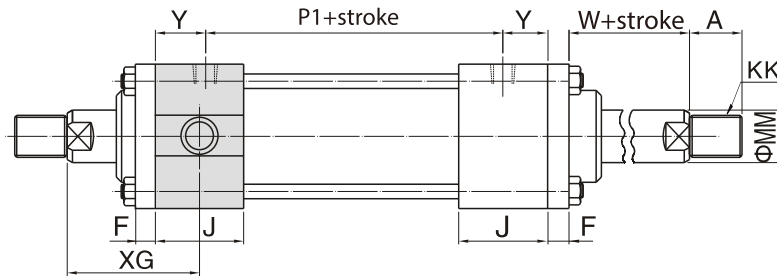 Y P1+stroke Y W+stroke A
KK
ΦMM
F J J F
XG